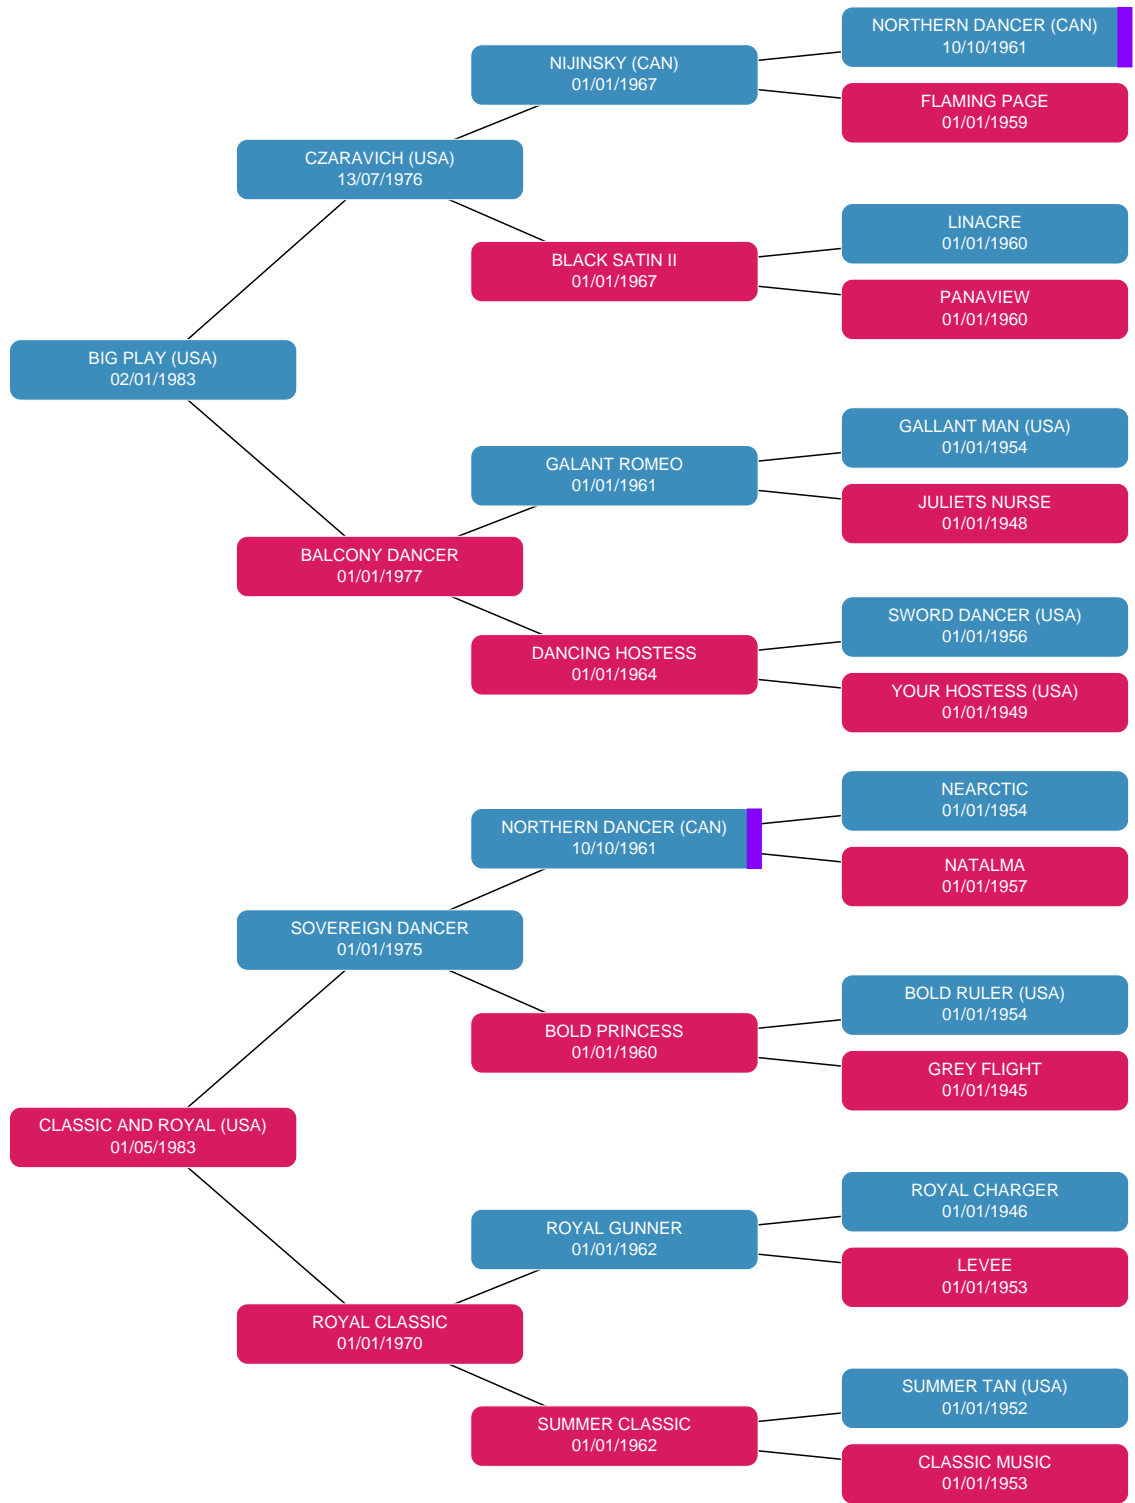 NORTHERN DANCER (CAN)
10/10/1961
NIJINSKY (CAN)
01/01/1967
FLAMING PAGE
01/01/1959
CZARAVICH (USA)
13/07/1976
LINACRE
01/01/1960
BLACK SATIN II
01/01/1967
PANAVIEW
01/01/1960
BIG PLAY (USA)
02/01/1983
GALLANT MAN (USA)
01/01/1954
GALANT ROMEO
01/01/1961
JULIETS NURSE
01/01/1948
BALCONY DANCER
01/01/1977
SWORD DANCER (USA)
01/01/1956
DANCING HOSTESS
01/01/1964
YOUR HOSTESS (USA)
01/01/1949
NEARCTIC
01/01/1954
NORTHERN DANCER (CAN)
10/10/1961
NATALMA
01/01/1957
SOVEREIGN DANCER
01/01/1975
BOLD RULER (USA)
01/01/1954
BOLD PRINCESS
01/01/1960
GREY FLIGHT
01/01/1945
CLASSIC AND ROYAL (USA)
01/05/1983
ROYAL CHARGER
01/01/1946
ROYAL GUNNER
01/01/1962
LEVEE
01/01/1953
ROYAL CLASSIC
01/01/1970
SUMMER TAN (USA)
01/01/1952
SUMMER CLASSIC
01/01/1962
CLASSIC MUSIC
01/01/1953